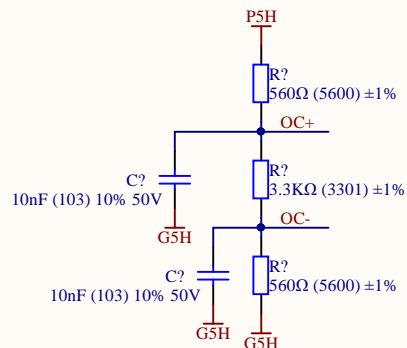 P5H
R?
560Ω (5600) ±1%
OC+
R?
3.3KΩ (3301) ±1%
C?
10nF (103) 10% 50V
G5H
OC-
R?
560Ω (5600) ±1%
C?
10nF (103) 10% 50V
G5H
G5H